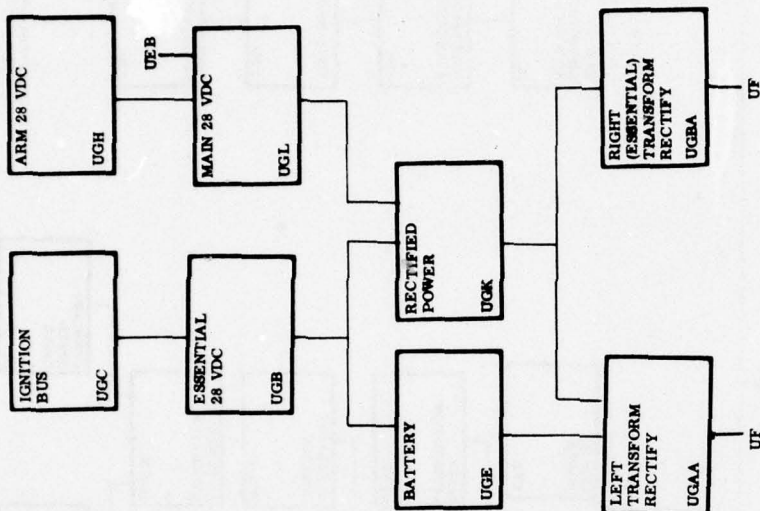 ARM 28 VDC
UGH
UEB
MAIN 28 VDC
UGL
IGNITION
BUS
UGC
ESSENTIAL
28 VDC
UGB
RECTIFIED
POWER
UGK
BATTERY
UGE
RIGHT
(ESSENTIAL)
TRANSFORM
RECTIFY
UGBA
UF
LEFT
TRANSFORM
RECTIFY
UGAA
UF